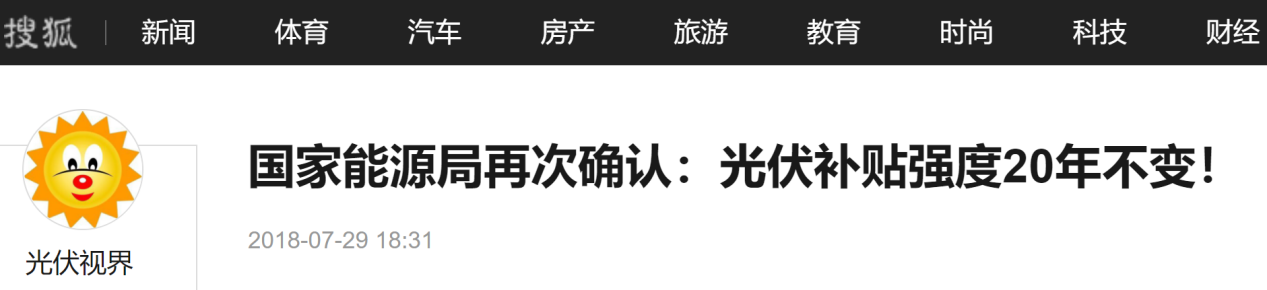 搜狐 新闻 体育 汽车 房产 旅游 教育 时尚 科技 财经
国家能源局再次确认：光伏补贴强度20年不变！
2018-07-29 18:31
光伏视界